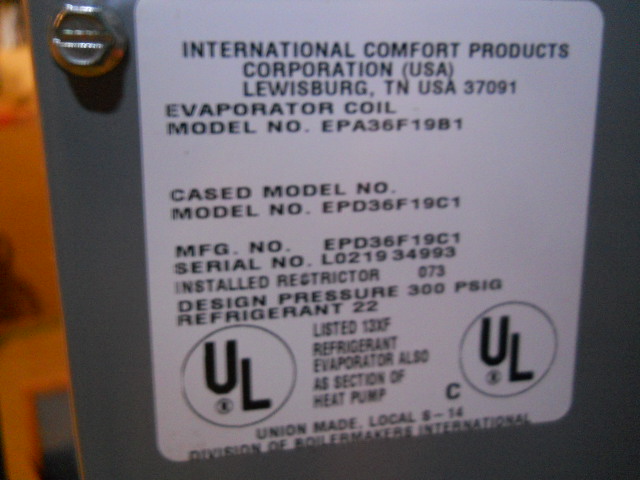 INTERNATIONAL COMFORT PRODUCTS
CORPORATION (USA)
LEWISBURG, TN USA 37091
EVAPORATOR COIL
MODEL NO. EPA36F19B1
CASED MODEL NO.
MODEL NO. EPD36F19C1
MFG. NO. EPD36F19C1
SERIAL NO. L0219 34993
INSTALLED RESTRICTOR 073
DESIGN PRESSURE 300 PSIG
REFRIGERANT 22
UL
LISTED 13XF
REFRIGERANT
EVAPORATOR ALSO
AS SECTION OF
HEAT PUMP
C UL
UNION MADE, LOCAL S-14
DIVISION OF BOILERMAKERS INTERNATIONAL